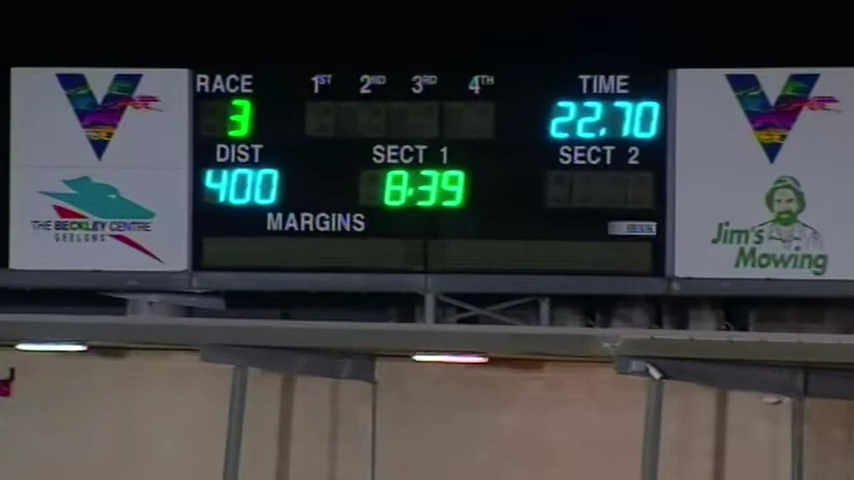 RACE 1ST 2ND 3RD 4TH TIME
3 22.70
DIST SECT 1 SECT 2
400 8.39
MARGINS
THE BECKLEY CENTRE
GEELONG
Jim's
Mowing